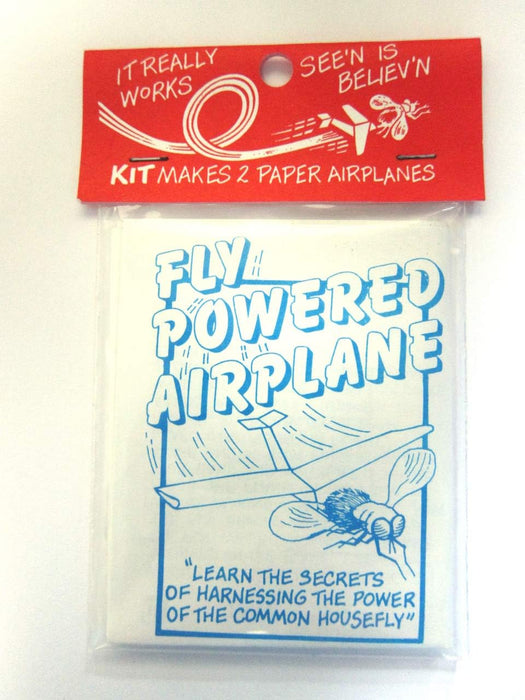 IT REALLY
WORKS
SEE'N IS
BELIEV'N
KIT MAKES 2 PAPER AIRPLANES
FLY
POWERED
AIRPLANE
"LEARN THE SECRETS
OF HARNESSING THE POWER
OF THE COMMON HOUSEFLY"